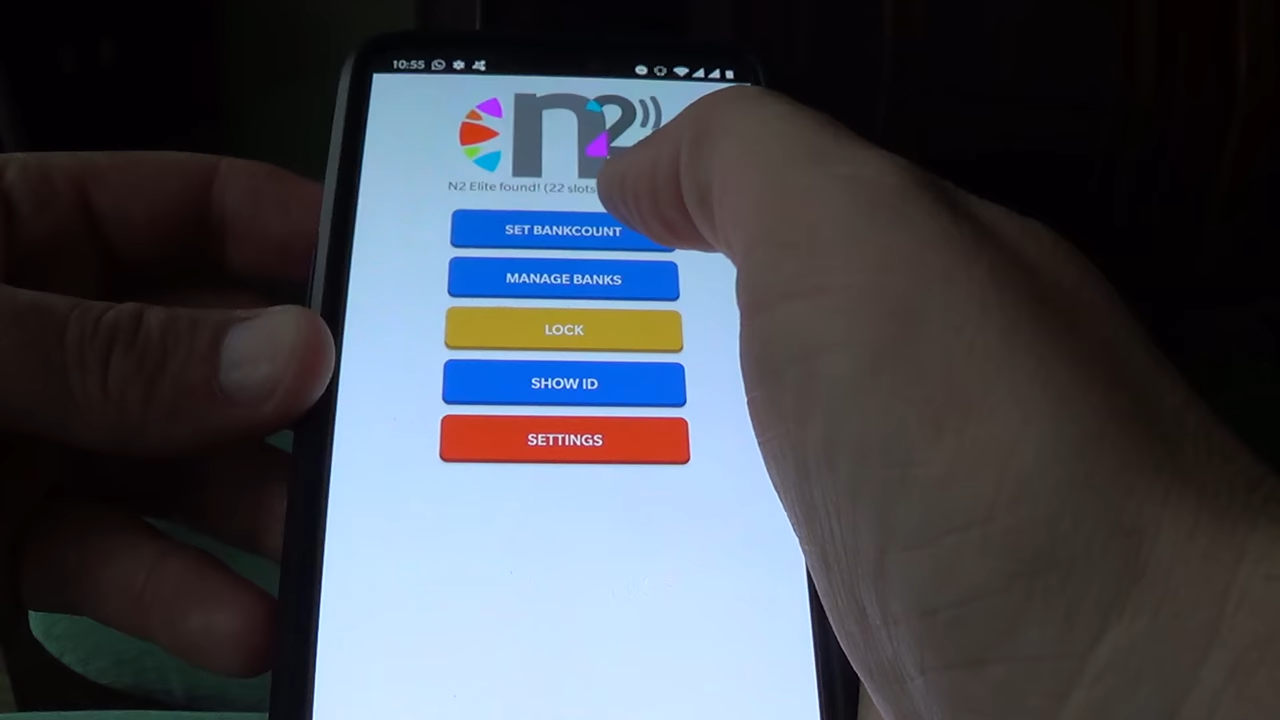 10:55
n2
N2 Elite found! (22 slots
SET BANKCOUNT
MANAGE BANKS
LOCK
SHOW ID
SETTINGS